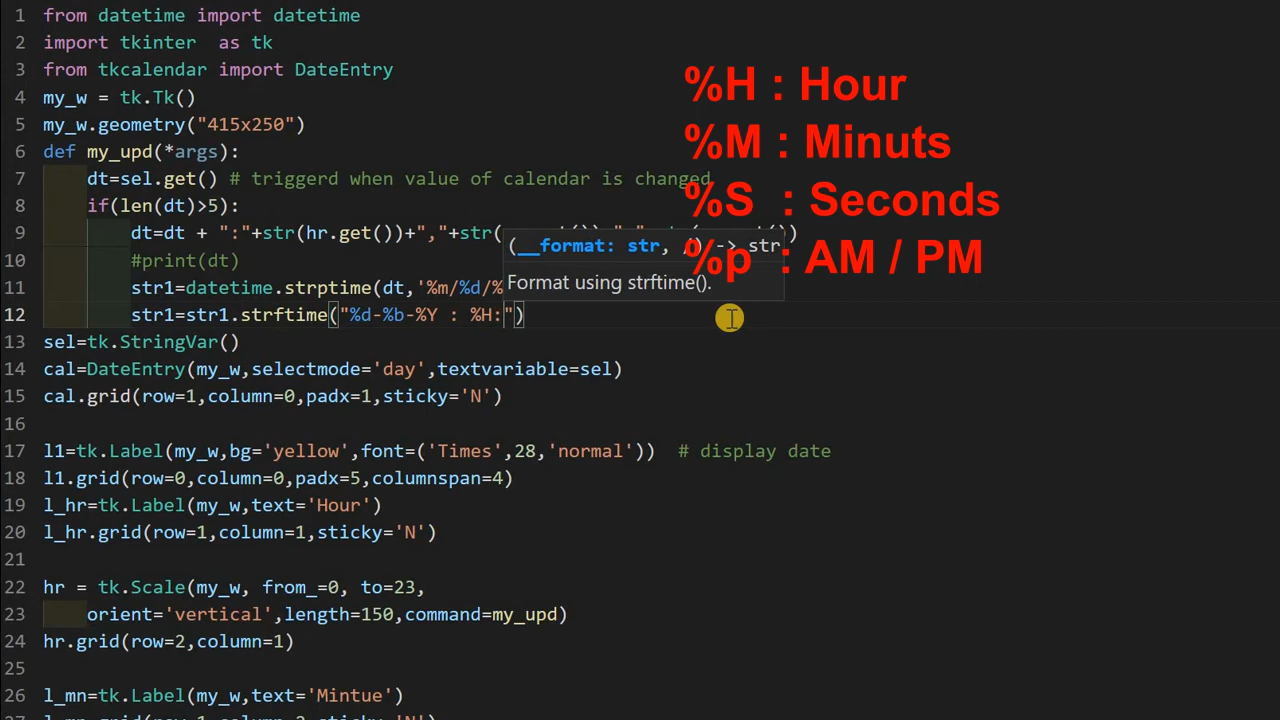 1 from datetime import datetime
2 import tkinter  as tk
3 from tkcalendar import DateEntry
4 my_w = tk.Tk()
5 my_w.geometry("415x250")
6 def my_upd(*args):
7     dt=sel.get() # triggerd when value of calendar is changed
8     if(len(dt)>5):
9         dt=dt + ":"+str(hr.get())+","+str(
10         #print(dt)
11         str1=datetime.strptime(dt,'%m/%d/%
12         str1=str1.strftime("%d-%b-%Y : %H:")
13 sel=tk.StringVar()
14 cal=DateEntry(my_w,selectmode='day',textvariable=sel)
15 cal.grid(row=1,column=0,padx=1,sticky='N')
16
17 l1=tk.Label(my_w,bg='yellow',font=('Times',28,'normal'))  # display date
18 l1.grid(row=0,column=0,padx=5,columnspan=4)
19 l_hr=tk.Label(my_w,text='Hour')
20 l_hr.grid(row=1,column=1,sticky='N')
21
22 hr = tk.Scale(my_w, from_=0, to=23,
23     orient='vertical',length=150,command=my_upd)
24 hr.grid(row=2,column=1)
25
26 l_mn=tk.Label(my_w,text='Mintue')
(__format: str, /) -> str
Format using strftime().
%H : Hour
%M : Minuts
%S : Seconds
%p : AM / PM